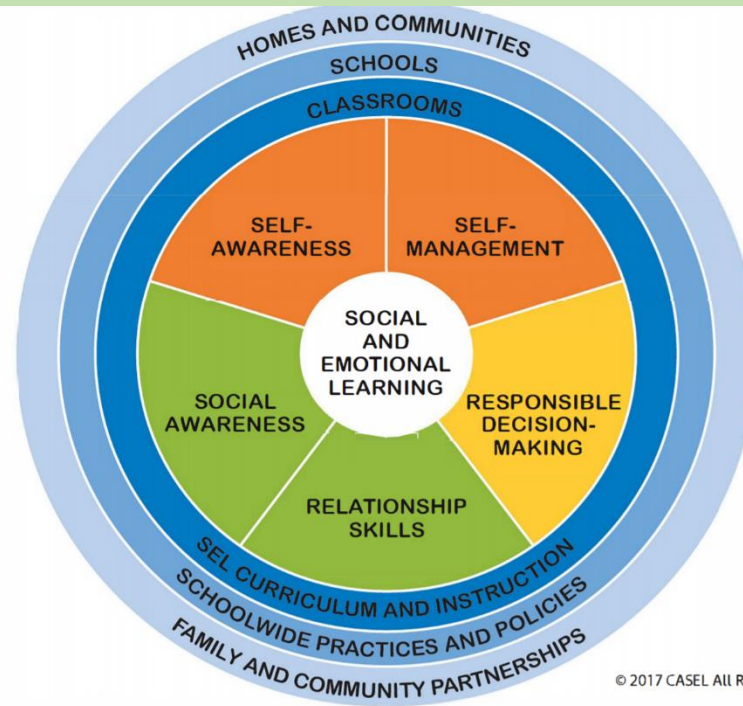 HOMES AND COMMUNITIES
SCHOOLS
CLASSROOMS
SELF-
AWARENESS
SELF-
MANAGEMENT
SOCIAL
AND
EMOTIONAL
LEARNING
SOCIAL
AWARENESS
RESPONSIBLE
DECISION-
MAKING
RELATIONSHIP
SKILLS
SEL CURRICULUM AND INSTRUCTION
SCHOOLWIDE PRACTICES AND POLICIES
FAMILY AND COMMUNITY PARTNERSHIPS
© 2017 CASEL All R